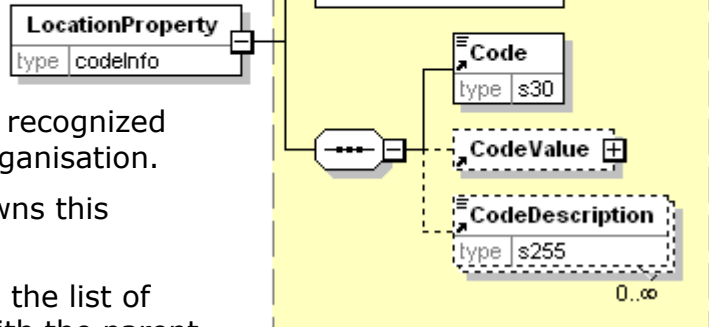 LocationProperty
type codeInfo
recognized
ganisation.
wns this
the list of
ith the parent
Code
type s30
CodeValue
CodeDescription
type s255
0..∞